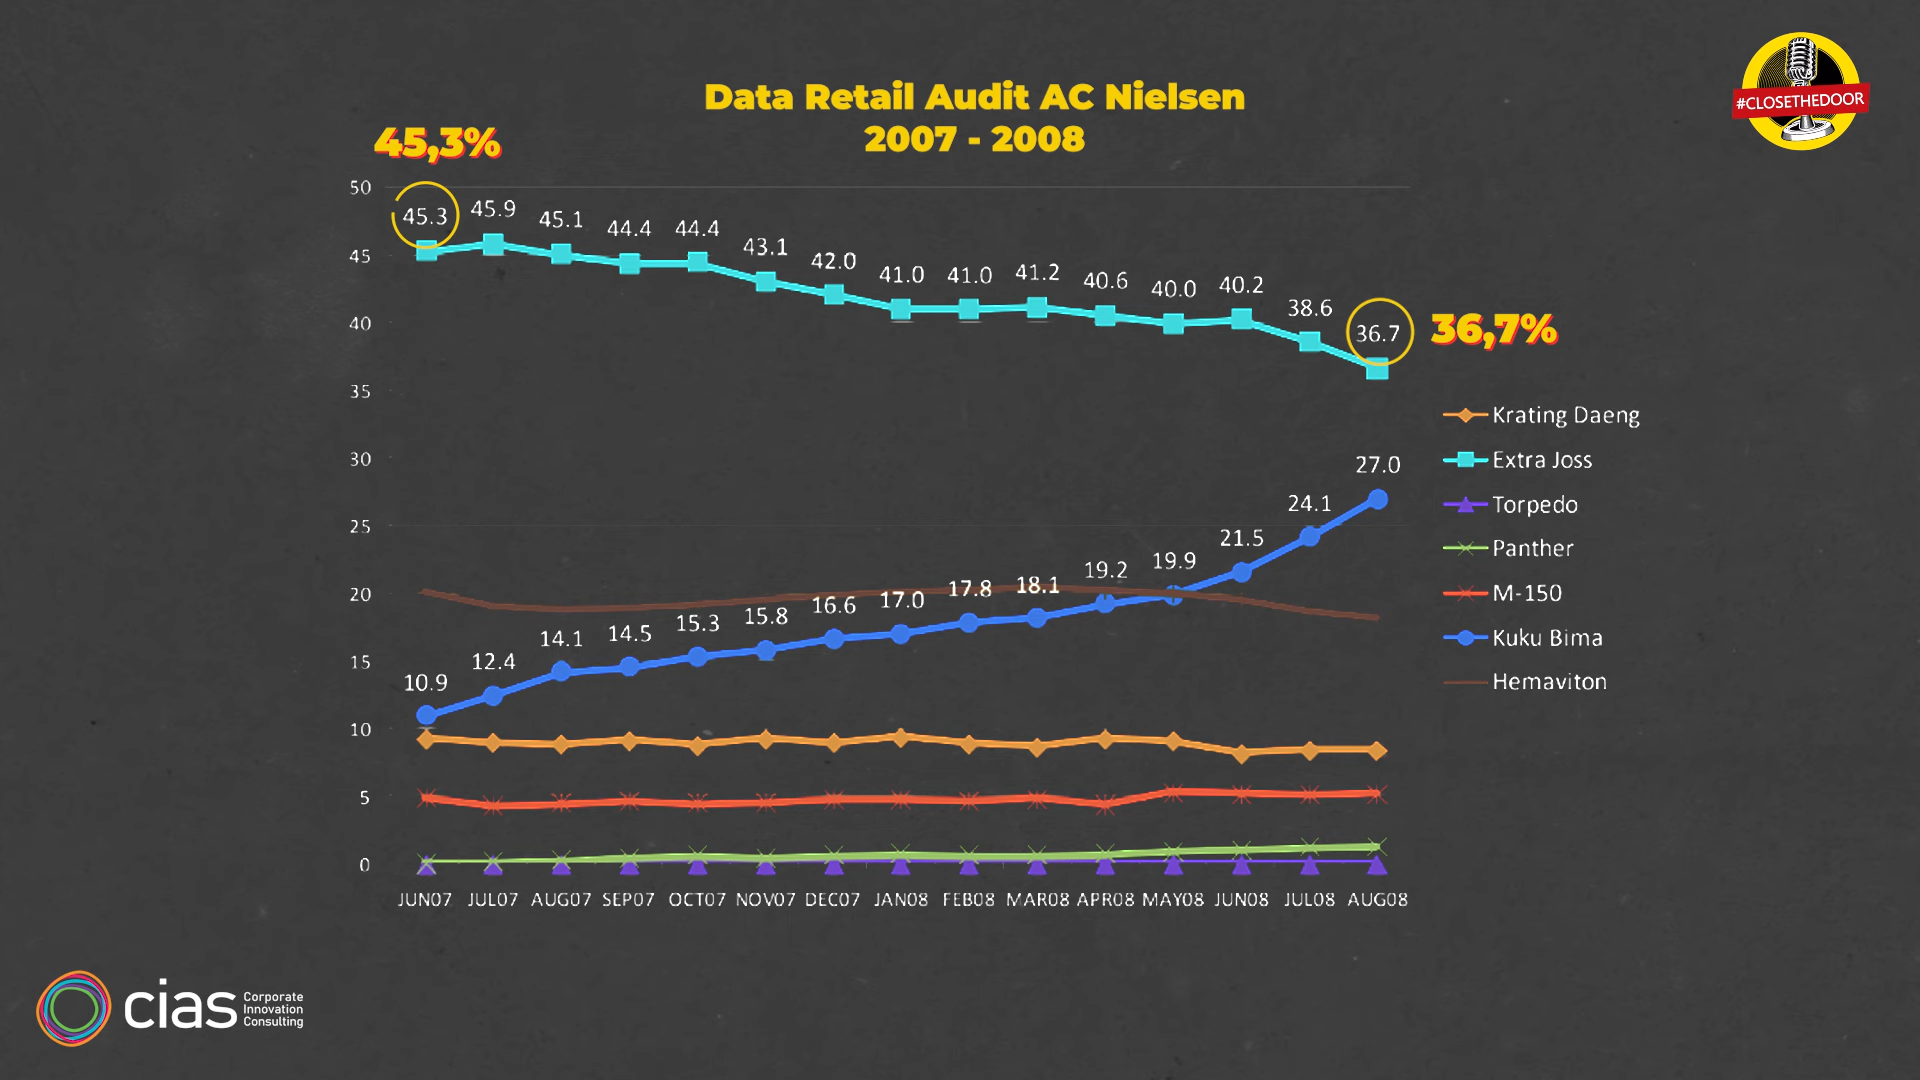 Data Retail Audit AC Nielsen
2007 - 2008
#CLOSETHEDOOR
45,3%
36,7%
50
45
40
35
30
25
20
15
10
5
0
45.3 45.9 45.1 44.4 44.4 43.1 42.0 41.0 41.0 41.2 40.6 40.0 40.2 38.6 36.7
10.9 12.4 14.1 14.5 15.3 15.8 16.6 17.0 17.8 18.1 19.2 19.9 21.5 24.1 27.0
JUN07 JUL07 AUG07 SEP07 OCT07 NOV07 DEC07 JAN08 FEB08 MAR08 APR08 MAY08 JUN08 JUL08 AUG08
Krating Daeng
Extra Joss
Torpedo
Panther
M-150
Kuku Bima
Hemaviton
cias
Corporate
Innovation
Consulting